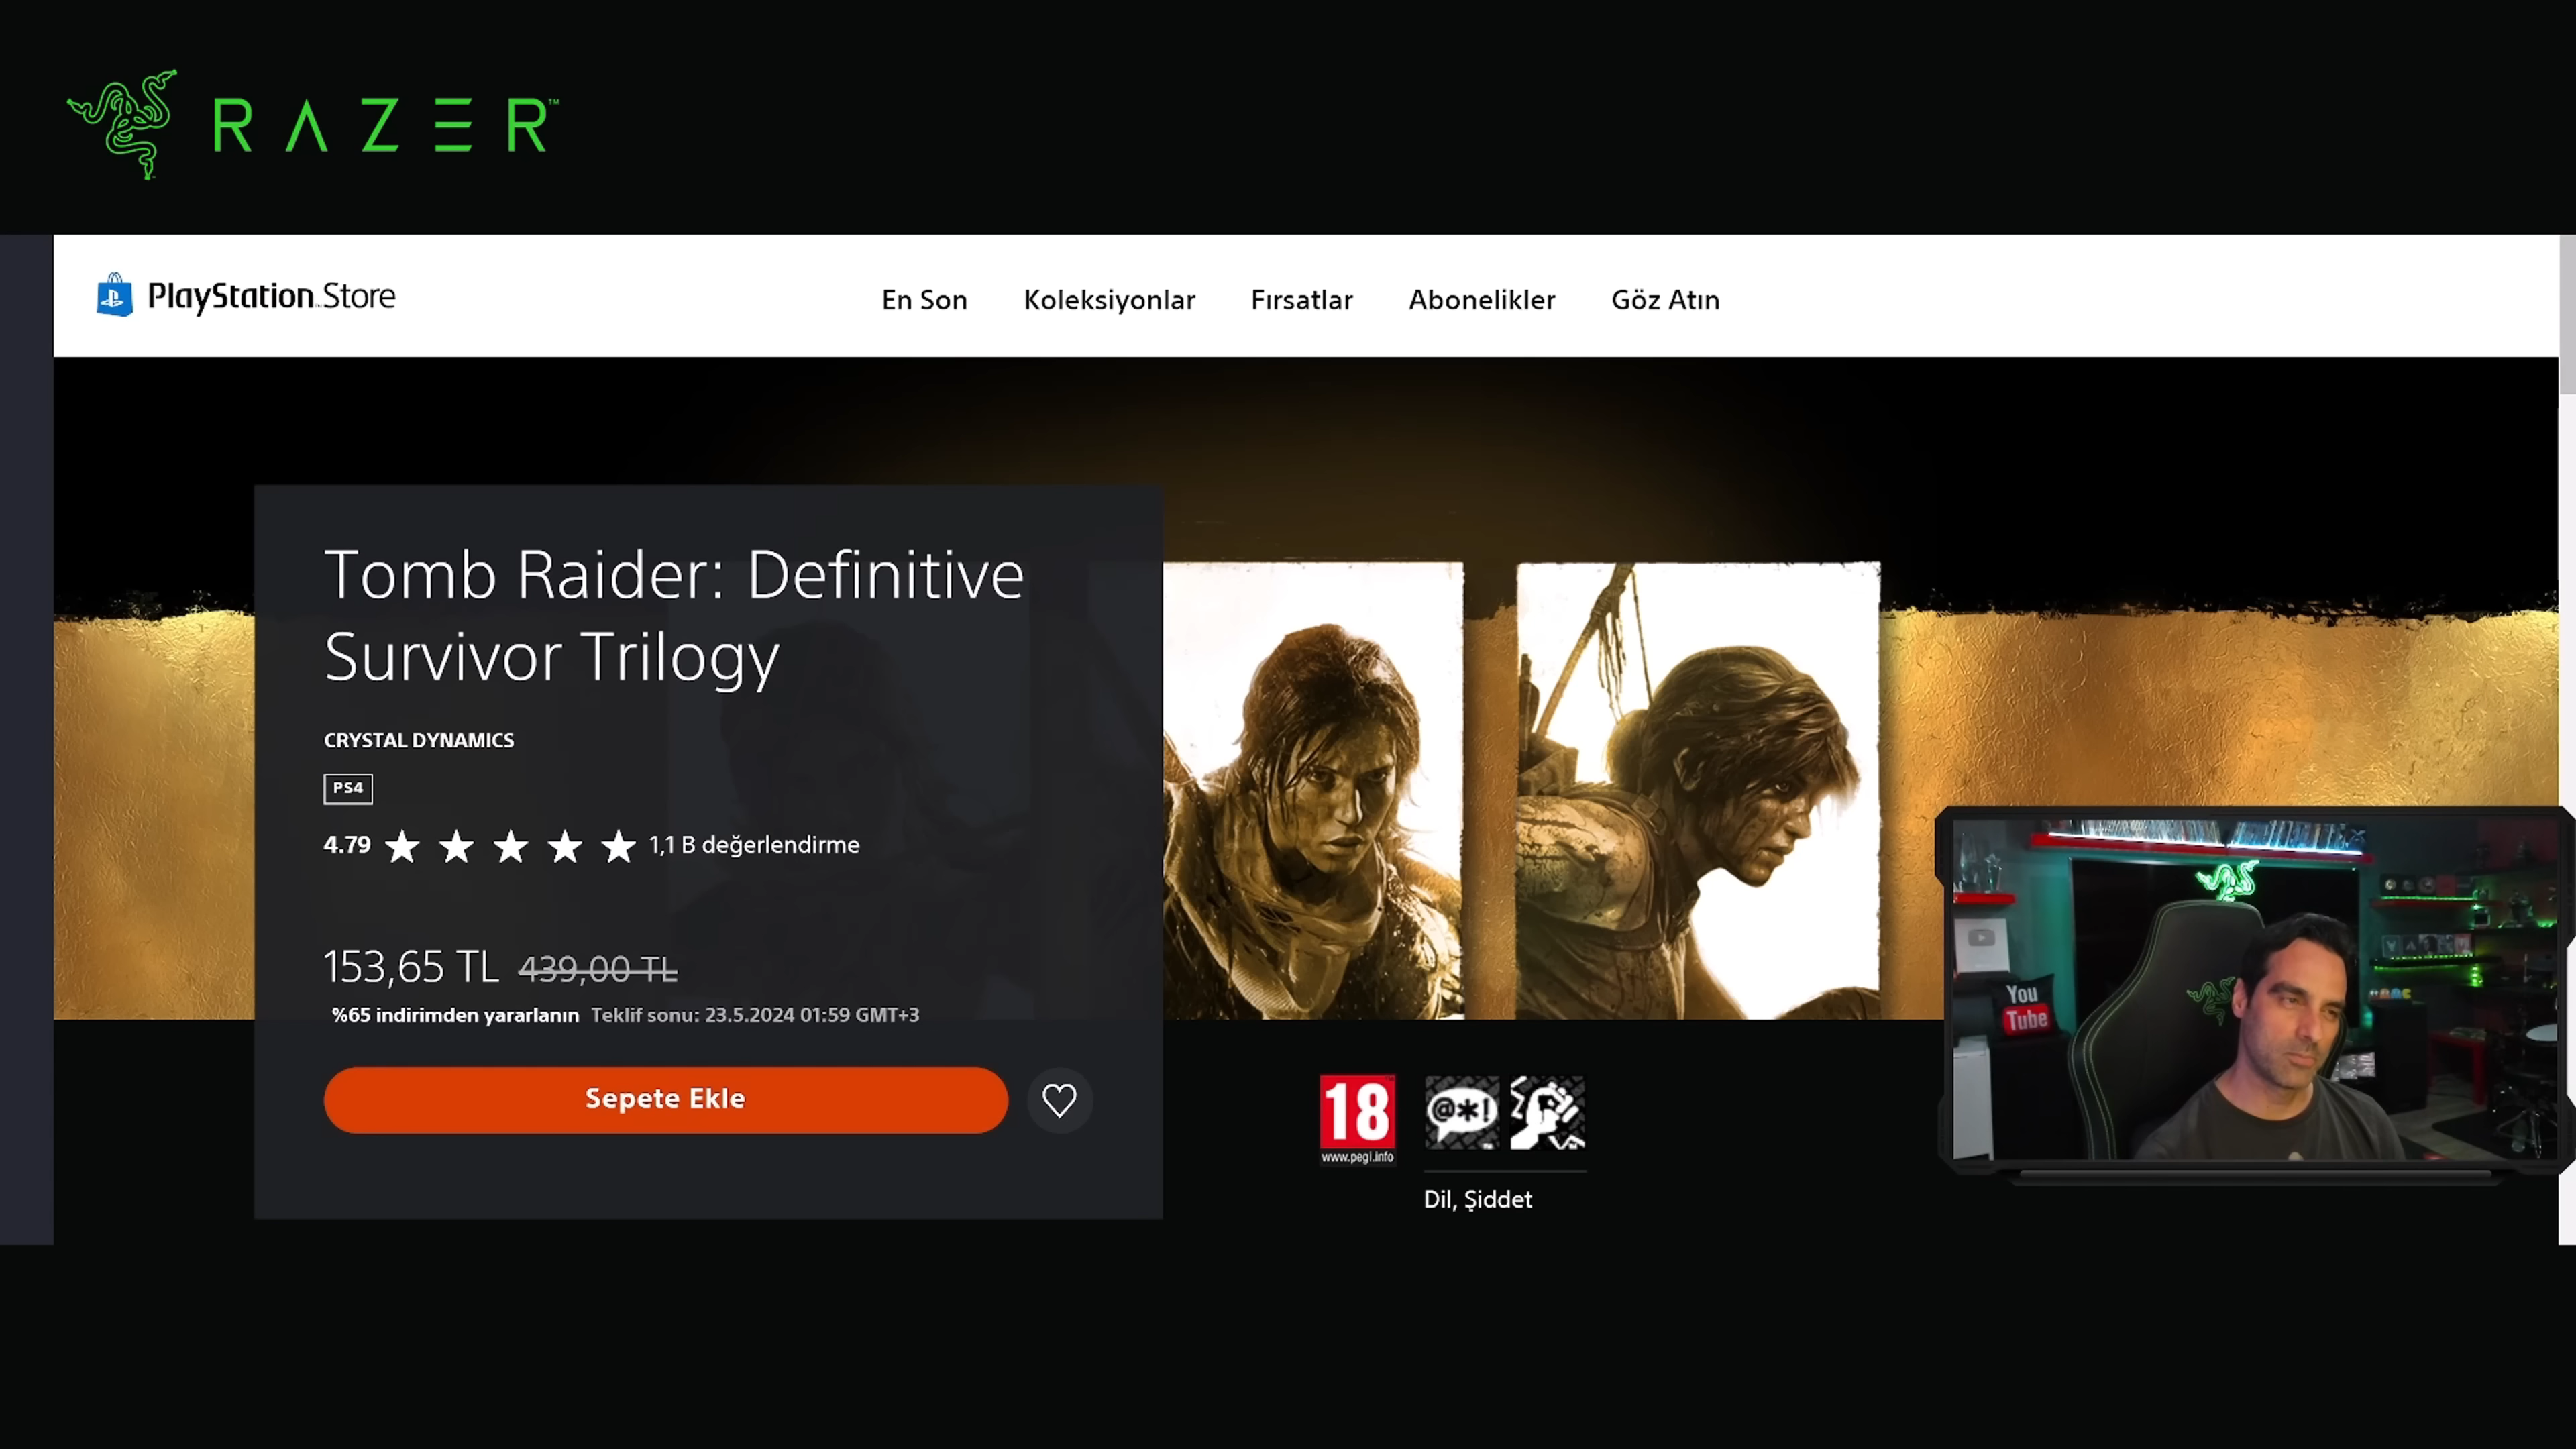 RAZER™
PlayStation Store
En Son Koleksiyonlar Fırsatlar Abonelikler Göz Atın
Tomb Raider: Definitive
Survivor Trilogy
CRYSTAL DYNAMICS
PS4
4.79 ★ ★ ★ ★ ★ 1,1 B değerlendirme
153,65 TL 439,00 TL
%65 indirimden yararlanın Teklif sonu: 23.5.2024 01:59 GMT+3
Sepete Ekle
18
www.pegi.info
@*!
Dil, Şiddet
You
Tube